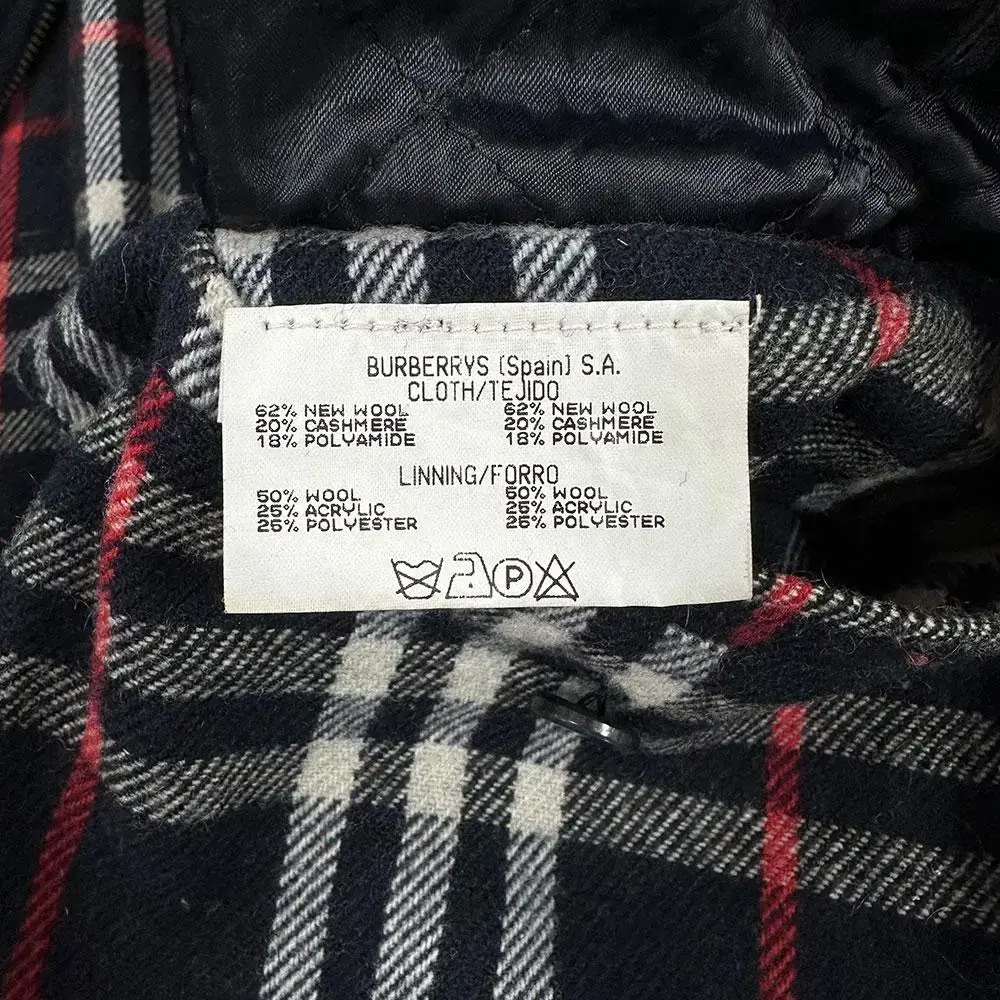 BURBERRYS (Spain) S.A.
CLOTH/TEJIDO
62% NEW WOOL 62% NEW WOOL
20% CASHMERE 20% CASHMERE
18% POLYAMIDE 18% POLYAMIDE
LINNING/FORRO
50% WOOL 50% WOOL
25% ACRYLIC 25% ACRYLIC
25% POLYESTER 25% POLYESTER
P